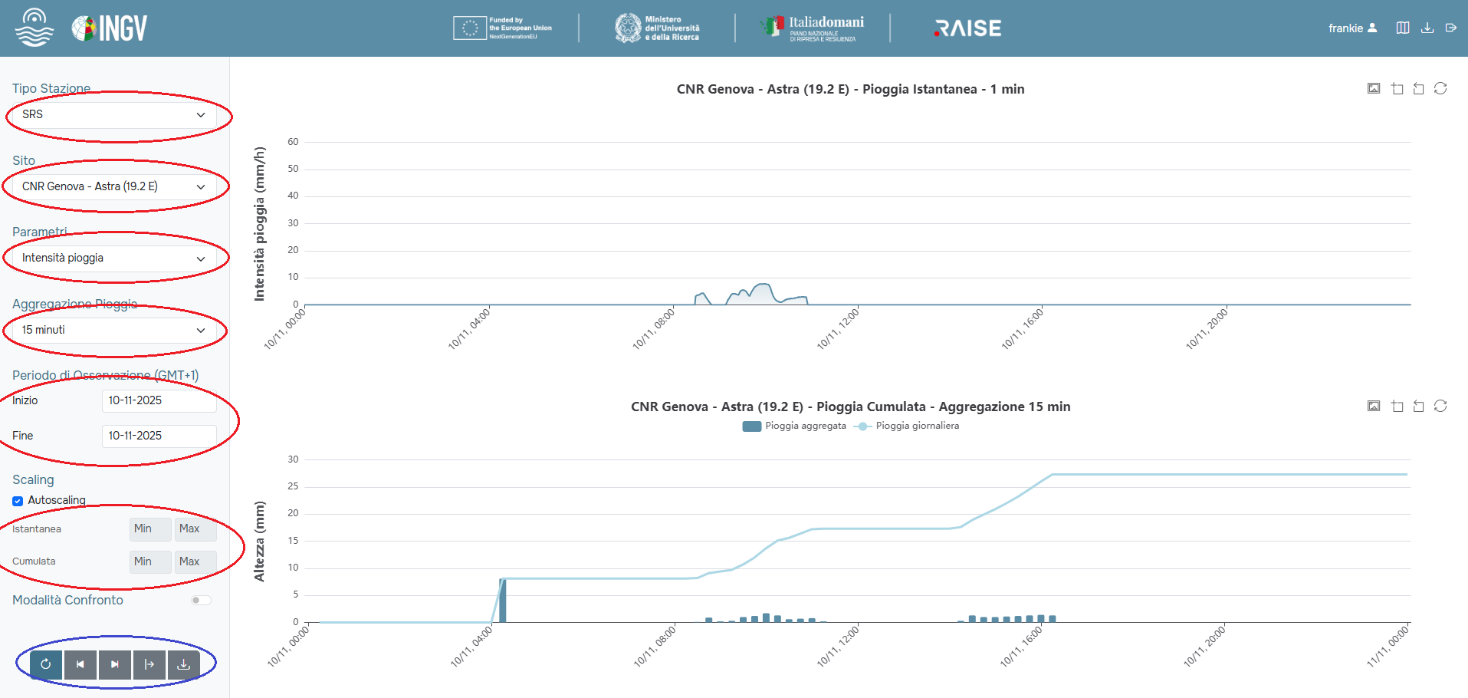 INGV
Funded by
the European Union
NextGenerationEU
Ministero
dell'Università
e della Ricerca
Italiadomani
PIANO NAZIONALE
DI RIPRESA E RESILIENZA
RAISE
frankie
Tipo Stazione
SRS
Sito
CNR Genova - Astra (19.2 E)
Parametri
Intensità pioggia
Aggregazione Pioggia
15 minuti
Periodo di Osservazione (GMT+1)
Inizio
10-11-2025
Fine
10-11-2025
Scaling
Autoscaling
Istantanea
Min
Max
Cumulata
Min
Max
Modalità Confronto
CNR Genova - Astra (19.2 E) - Pioggia Istantanea - 1 min
Intensità pioggia (mm/h)
60
50
40
30
20
10
0
10/11, 00:00
10/11, 04:00
10/11, 08:00
10/11, 12:00
10/11, 16:00
10/11, 20:00
CNR Genova - Astra (19.2 E) - Pioggia Cumulata - Aggregazione 15 min
Pioggia aggregata
Pioggia giornaliera
Altezza (mm)
30
25
20
15
10
5
0
10/11, 00:00
10/11, 04:00
10/11, 08:00
10/11, 12:00
10/11, 16:00
10/11, 20:00
11/11, 00:00